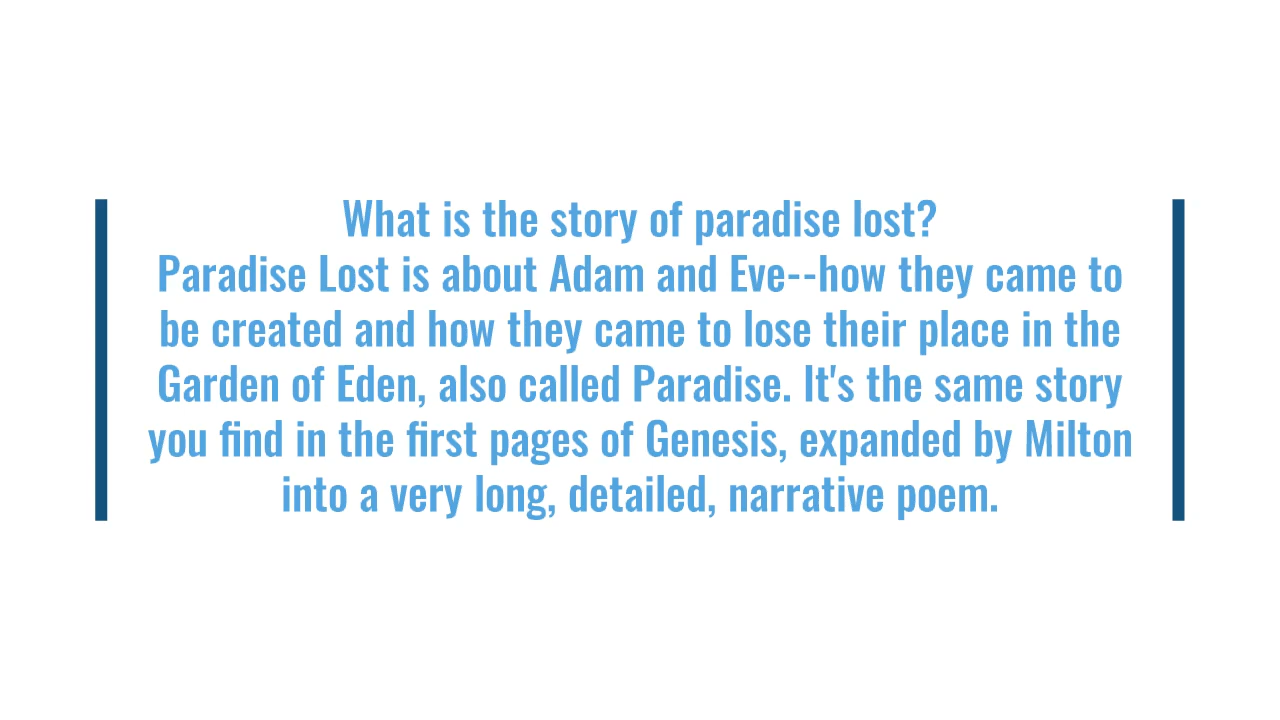 What is the story of paradise lost?
Paradise Lost is about Adam and Eve--how they came to
be created and how they came to lose their place in the
Garden of Eden, also called Paradise. It's the same story
you find in the first pages of Genesis, expanded by Milton
into a very long, detailed, narrative poem.